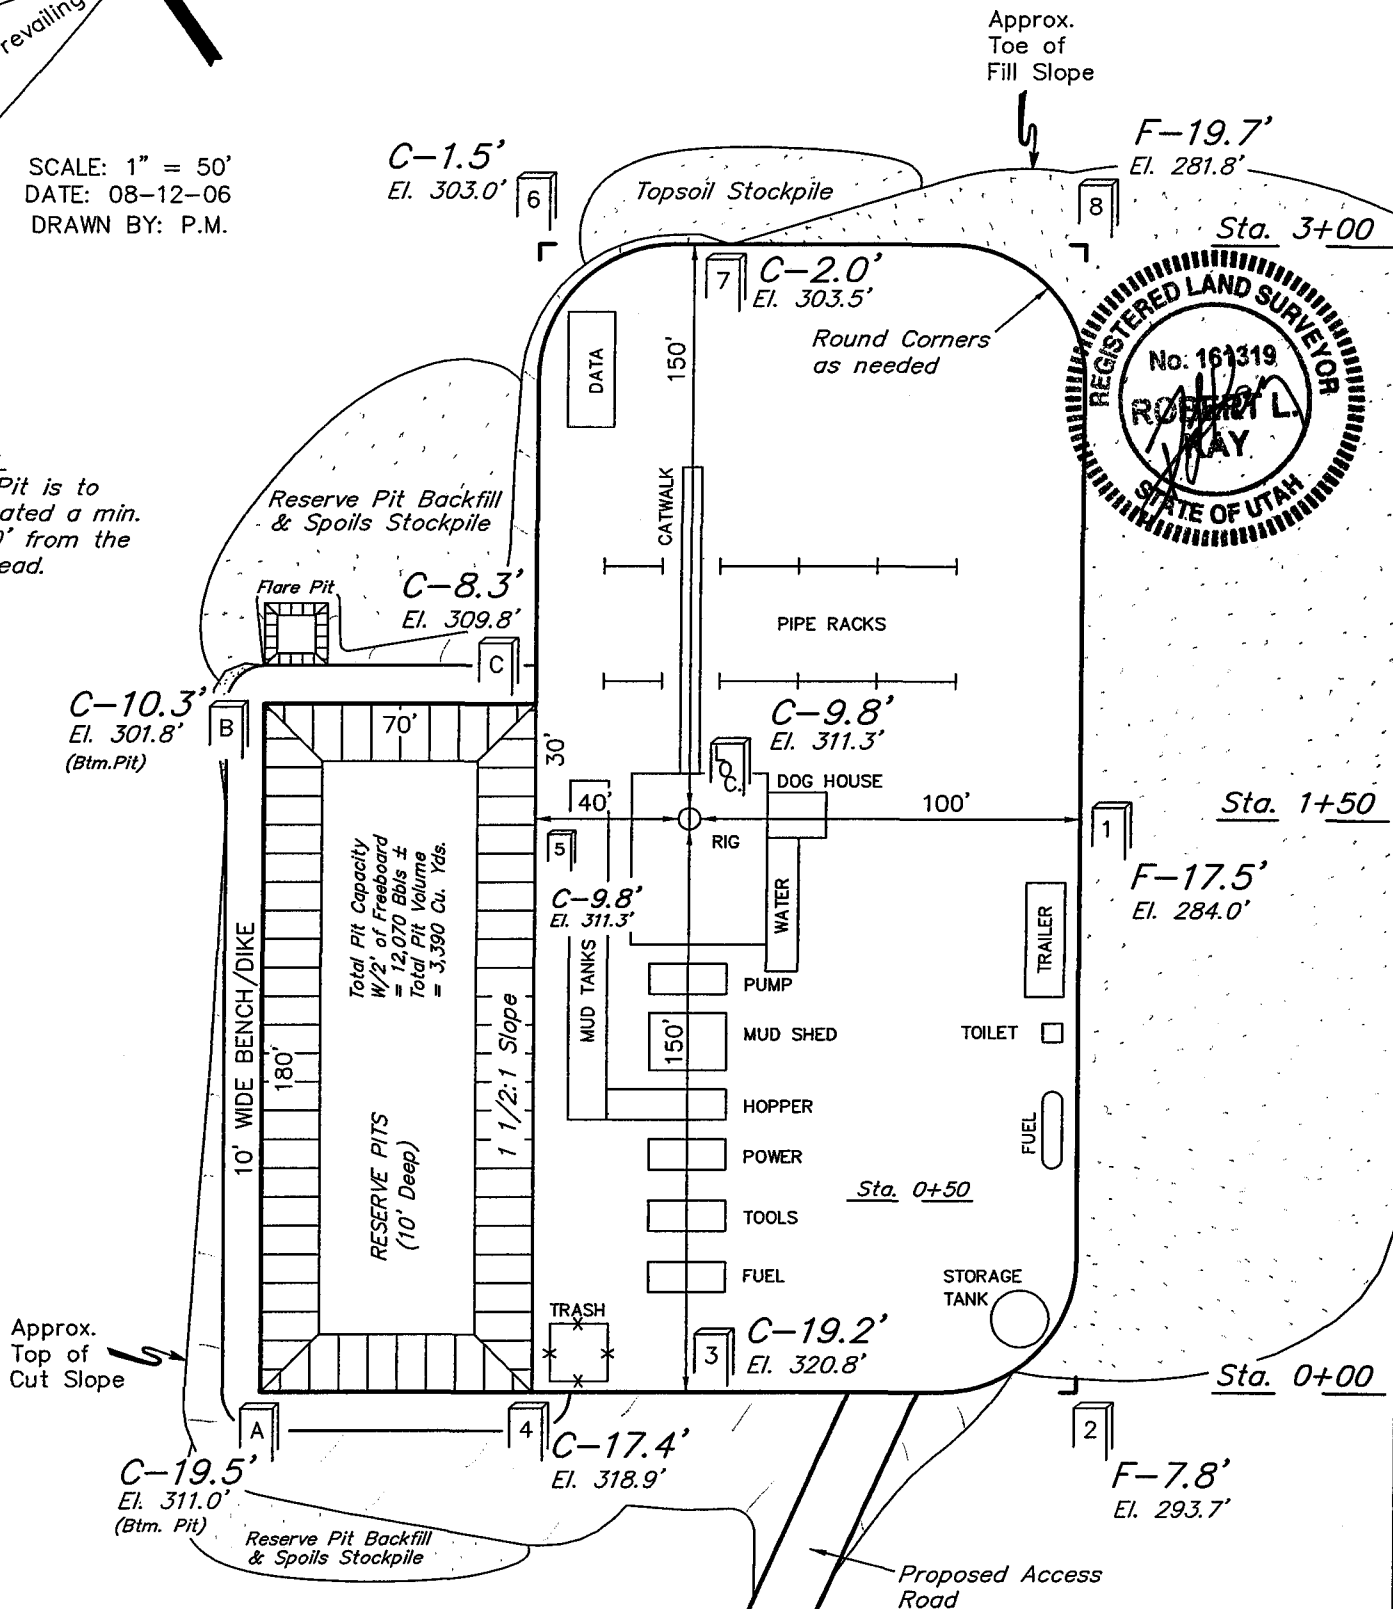 revailing
Approx.
Toe of
Fill Slope
SCALE: 1" = 50'
DATE: 08-12-06
DRAWN BY: P.M.
C-1.5'
El. 303.0'
6
Topsoil Stockpile
F-19.7'
El. 281.8'
8
Sta. 3+00
7
C-2.0'
El. 303.5'
150'
Round Corners
as needed
DATA
REGISTERED LAND SURVEYOR
No. 161319
ROBERT L.
KAY
STATE OF UTAH
Pit is to
ated a min.
0' from the
ead.
Reserve Pit Backfill
& Spoils Stockpile
CATWALK
Flare Pit
C-8.3'
El. 309.8'
C
PIPE RACKS
C-10.3'
El. 301.8'
(Btm.Pit)
B
70'
30'
C-9.8'
El. 311.3'
C.
DOG HOUSE
40'
100'
RIG
5
C-9.8'
El. 311.3'
Sta. 1+50
1
F-17.5'
El. 284.0'
Total Pit Capacity
W/2' of Freeboard
= 12,070 Bbls ±
Total Pit Volume
= 3,390 Cu. Yds.
WATER
TRAILER
10' WIDE BENCH/DIKE
180'
1 1/2:1 Slope
RESERVE PITS
(10' Deep)
MUD TANKS
PUMP
150'
MUD SHED
TOILET
HOPPER
FUEL
POWER
Sta. 0+50
TOOLS
FUEL
STORAGE
TANK
TRASH
Approx.
Top of
Cut Slope
3
C-19.2'
El. 320.8'
Sta. 0+00
A
4
2
C-17.4'
El. 318.9'
C-19.5'
El. 311.0'
(Btm. Pit)
F-7.8'
El. 293.7'
Reserve Pit Backfill
& Spoils Stockpile
Proposed Access
Road